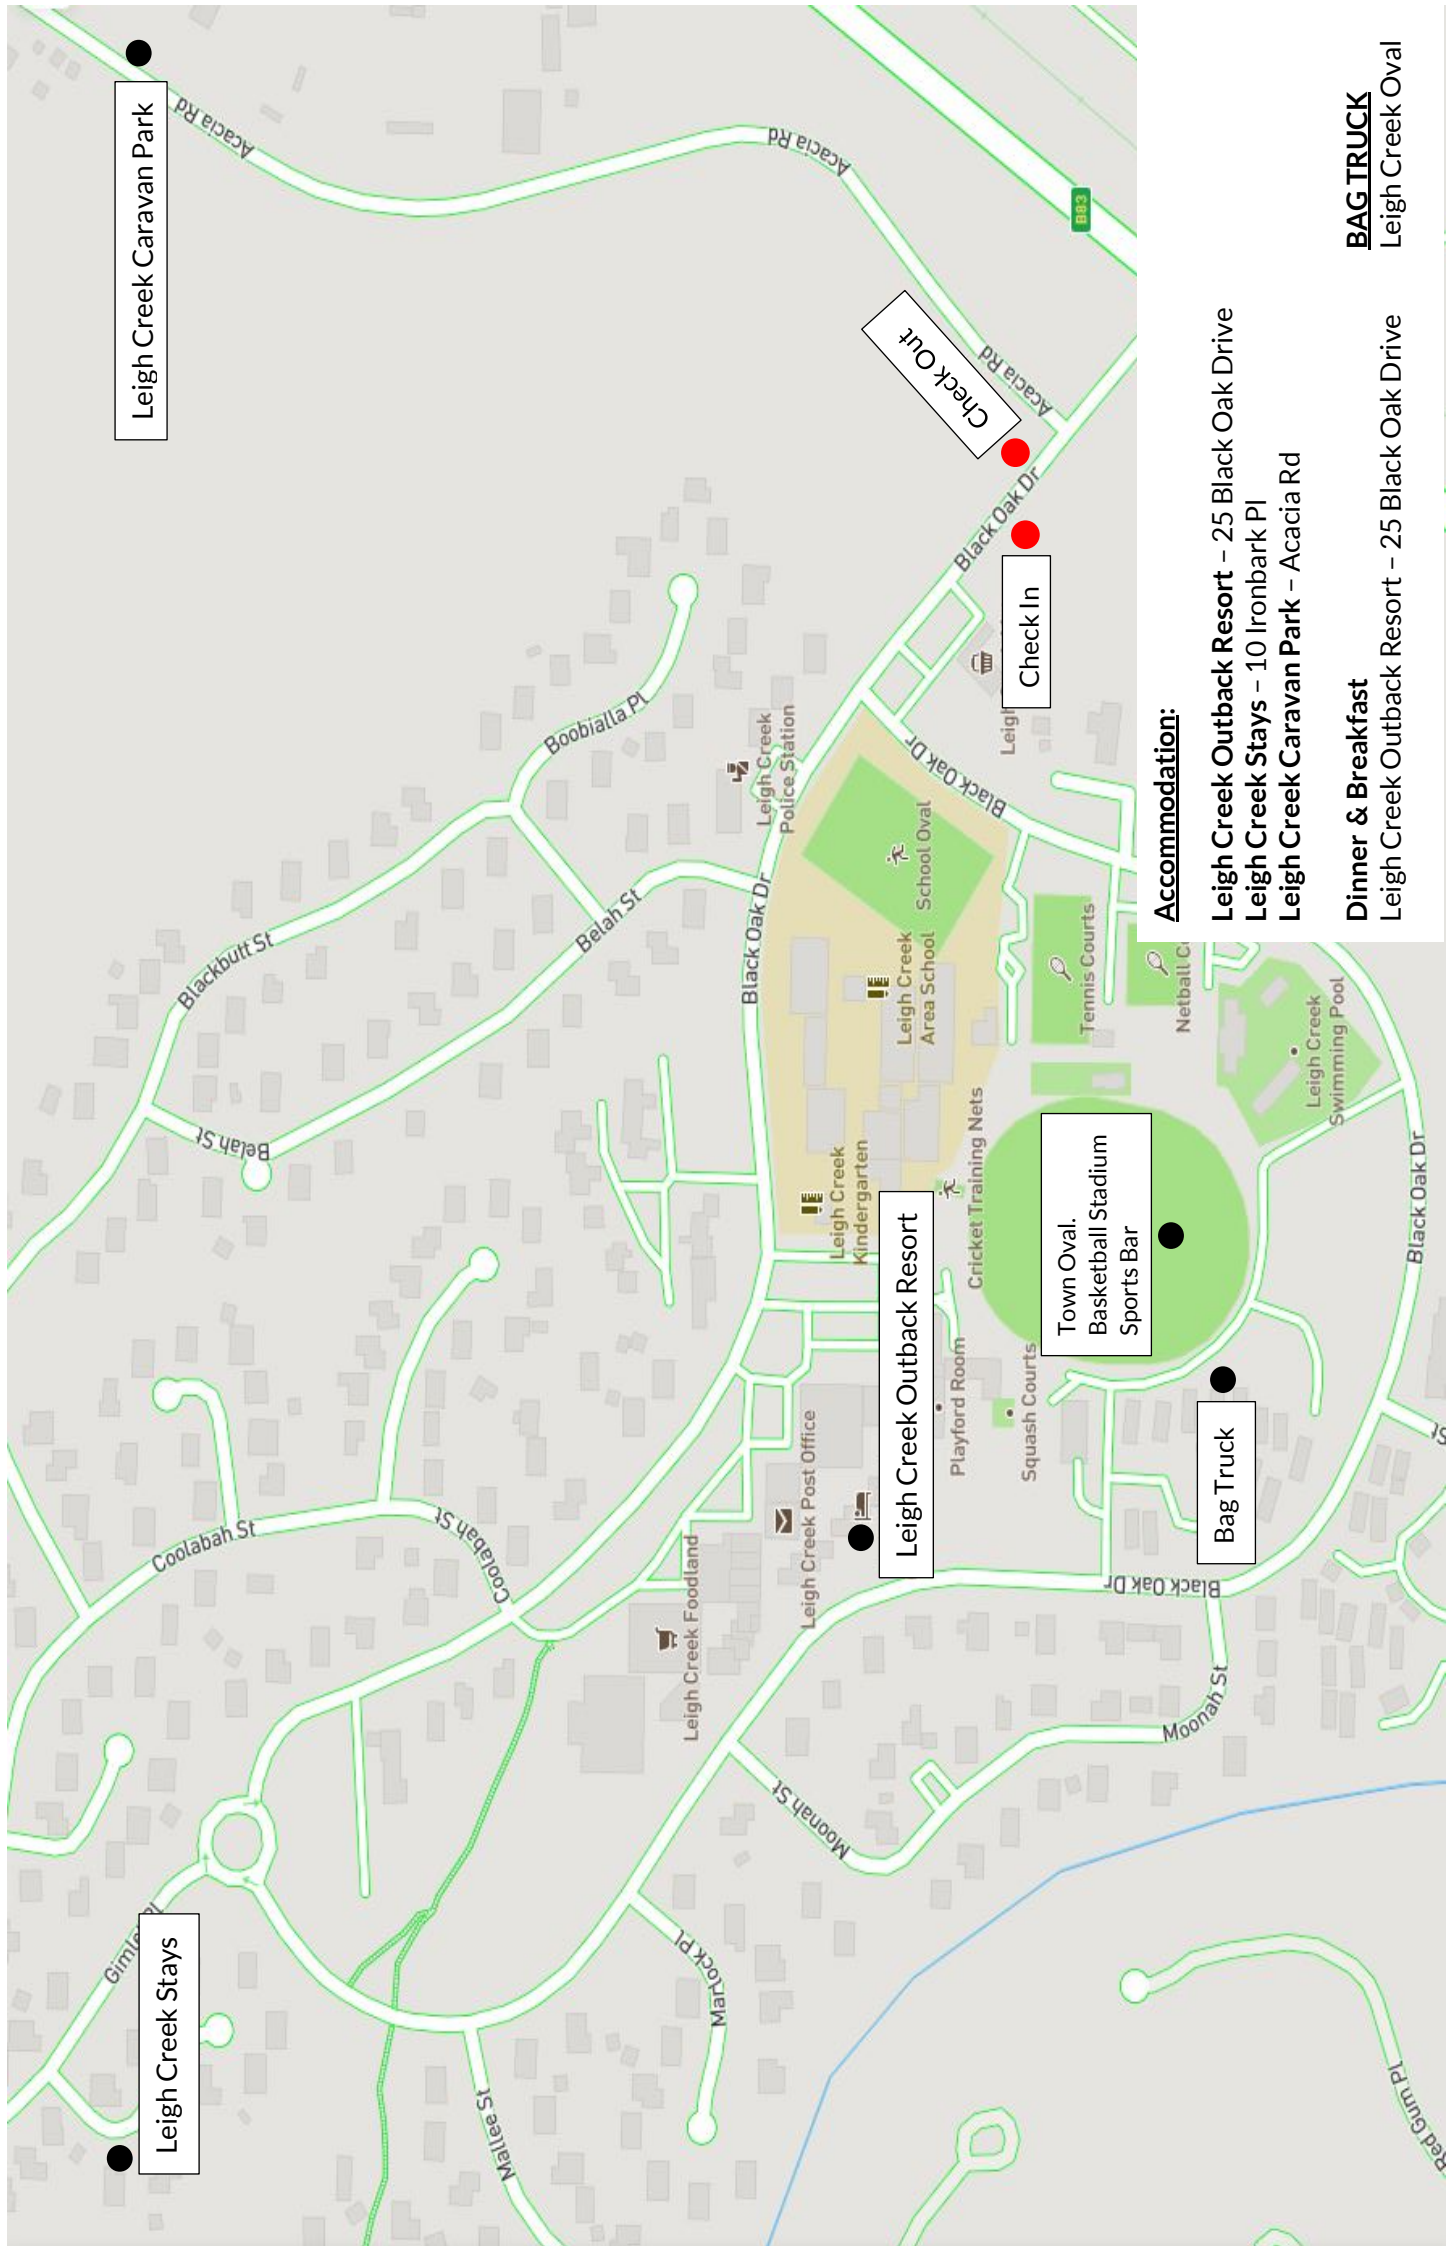 Leigh Creek Stays
Gimlet Pl
Mallee St
Marlock Pl
Moonah St
Moonah St
Red Gum Pl
Coolabah St
Coolabah St
Leigh Creek Foodland
Leigh Creek Post Office
Leigh Creek Outback Resort
Playford Room
Squash Courts
Black Oak Dr
Bag Truck
St
Town Oval.
Basketball Stadium
Sports Bar
Cricket Training Nets
Leigh Creek
Kindergarten
Leigh Creek
Area School
School Oval
Tennis Courts
Netball Co
Leigh Creek
Swimming Pool
Black Oak Dr
Black Oak Dr
Black Oak Dr
Belah St
Belah St
Blackbutt St
Boobialla Pl
Leigh Creek
Police Station
Leigh
Check In
Black Oak Dr
Check Out
Acacia Rd
Acacia Rd
Acacia Rd
B83
Leigh Creek Caravan Park
Accommodation:
Leigh Creek Outback Resort – 25 Black Oak Drive
Leigh Creek Stays – 10 Ironbark Pl
Leigh Creek Caravan Park – Acacia Rd
Dinner & Breakfast
Leigh Creek Outback Resort – 25 Black Oak Drive
BAG TRUCK
Leigh Creek Oval